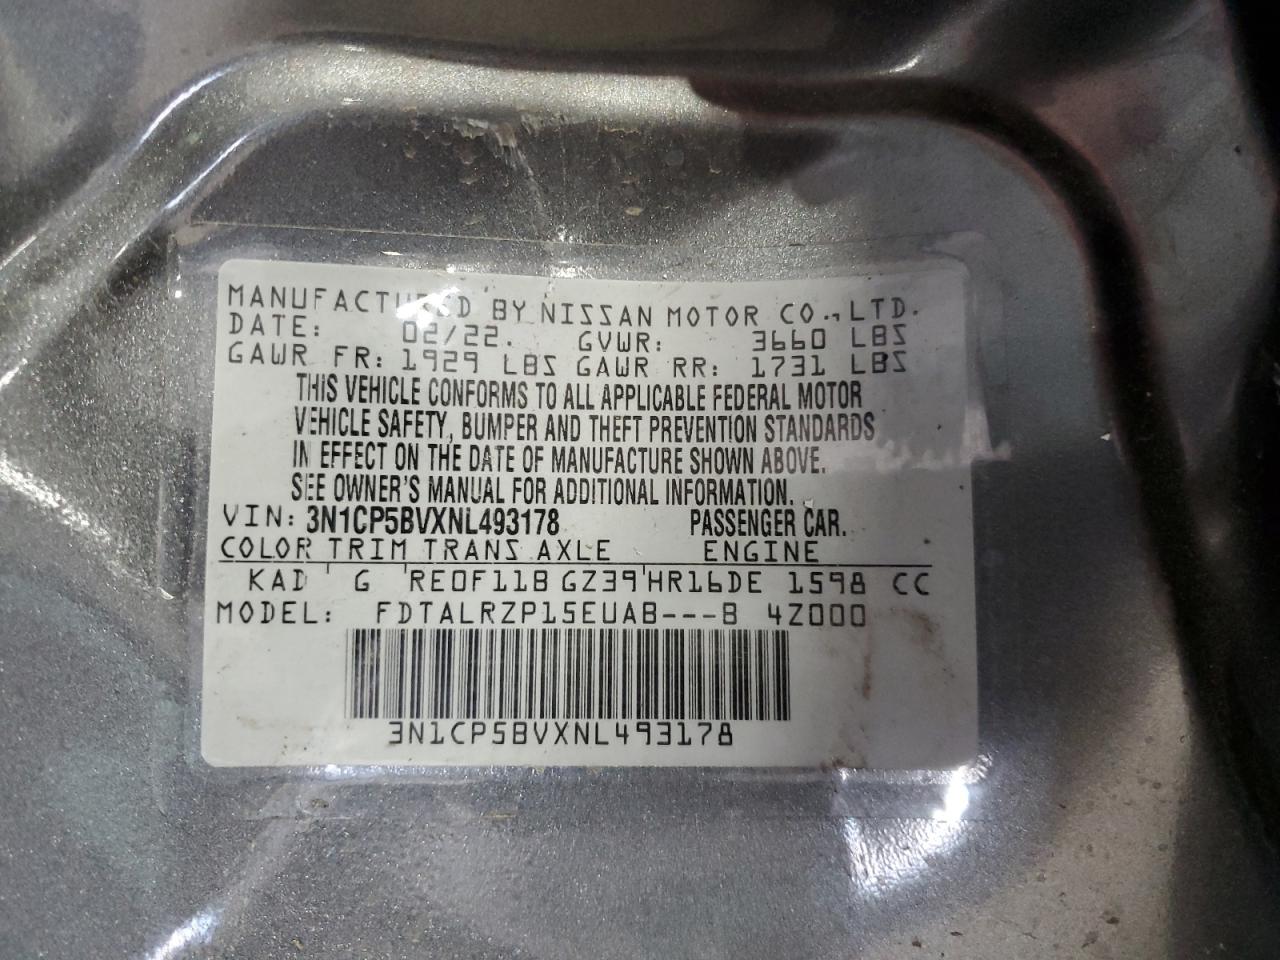 MANUFACTURED BY NISSAN MOTOR CO., LTD.
DATE: 02/22. GVWR: 3660 LBS
GAWR FR: 1929 LBS GAWR RR: 1731 LBS
THIS VEHICLE CONFORMS TO ALL APPLICABLE FEDERAL MOTOR
VEHICLE SAFETY, BUMPER AND THEFT PREVENTION STANDARDS
IN EFFECT ON THE DATE OF MANUFACTURE SHOWN ABOVE.
SEE OWNER'S MANUAL FOR ADDITIONAL INFORMATION.
VIN: 3N1CP5BVXNL493178 PASSENGER CAR.
COLOR TRIM TRANS AXLE ENGINE
KAD G RE0F11B GZ39 HR16DE 1598 CC
MODEL: FDTALRZP15EUAB---B 4Z000
3N1CP5BVXNL493178